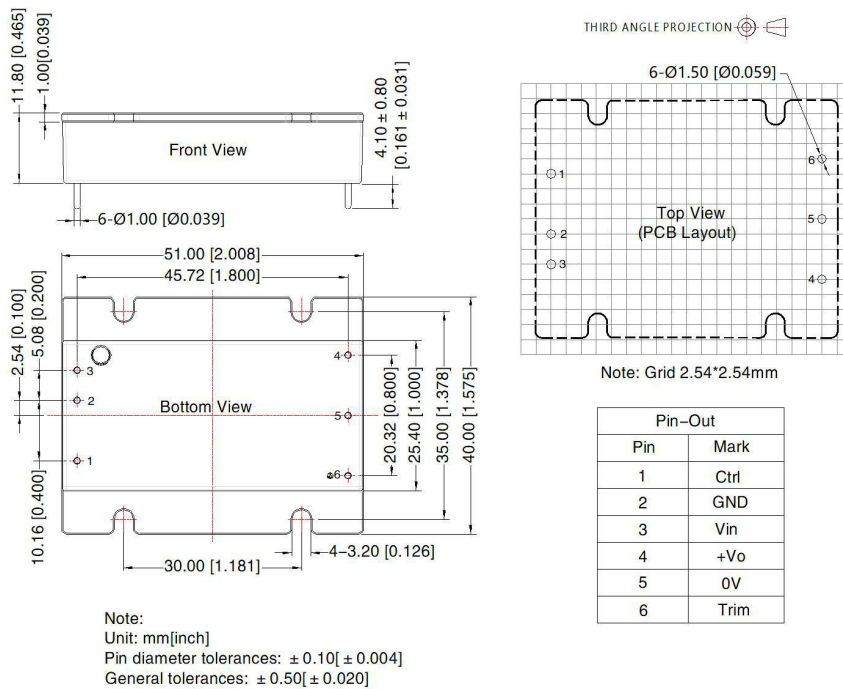 THIRD ANGLE PROJECTION
11.80 [0.465]
1.00[0.039]
Front View
4.10 ± 0.80
[0.161 ± 0.031]
6-Ø1.00 [Ø0.039]
6-Ø1.50 [Ø0.059]
1
2
3
6
5
4
Top View
(PCB Layout)
Note: Grid 2.54*2.54mm
51.00 [2.008]
45.72 [1.800]
2.54 [0.100]
5.08 [0.200]
10.16 [0.400]
3
2
1
4
5
6
Bottom View
20.32 [0.800]
25.40 [1.000]
35.00 [1.378]
40.00 [1.575]
4-3.20 [0.126]
30.00 [1.181]
Pin-Out
Pin Mark
1 Ctrl
2 GND
3 Vin
4 +Vo
5 0V
6 Trim
Note:
Unit: mm[inch]
Pin diameter tolerances: ± 0.10[ ± 0.004]
General tolerances: ± 0.50[ ± 0.020]